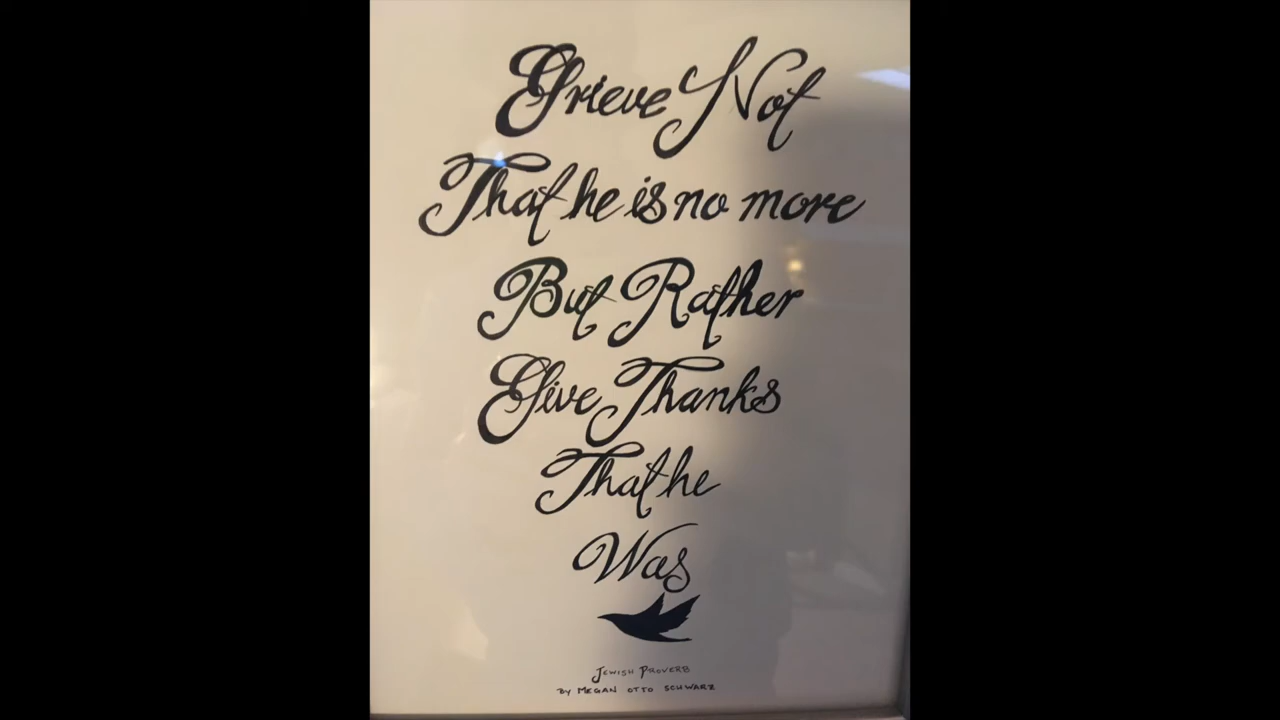 Grieve Not
That he is no more
But Rather
Give Thanks
That he
Was
Jewish Proverb
By Megan Otto Schwarz